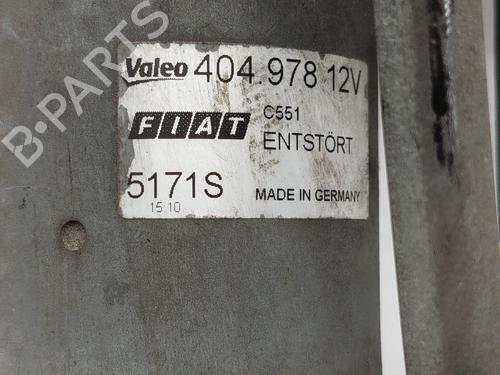 B-PARTS
Valeo 404.978 12V
FIAT C551
ENTSTÖRT
5171S MADE IN GERMANY
15 10